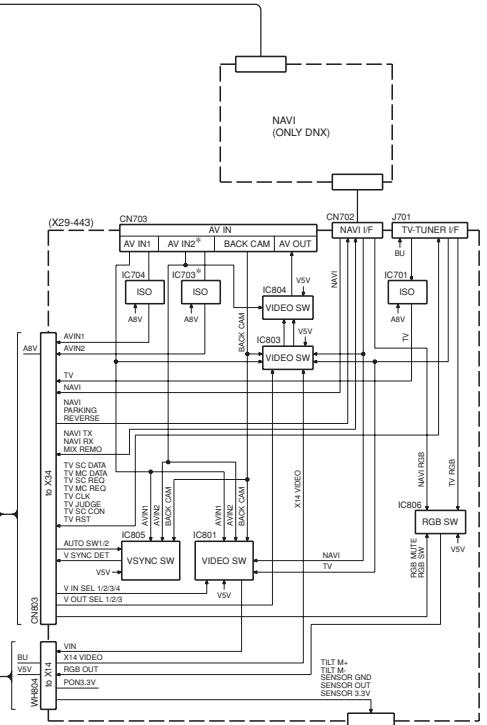 NAVI
(ONLY DNX)
(X29-443)
CN703
CN702
J701
AV IN
NAVI I/F
TV-TUNER I/F
AV IN1
AV IN2*
BACK CAM
AV OUT
BU
IC704
IC703*
IC701
ISO
ISO
ISO
A8V
A8V
A8V
IC804
V5V
VIDEO SW
IC803
V5V
VIDEO SW
NAVI
BACK CAM
TV
A8V
AVIN1
AVIN2
TV
NAVI
NAVI
PARKING
REVERSE
NAVI TX
NAVI RX
MIX REMO
TV SC DATA
TV MC DATA
TV SC REQ
TV MC REQ
TV CLK
TV JUDGE
TV SC CON
TV RST
to X34
CN803
AVIN1
AVIN2
BACK CAM
AVIN1
AVIN2
BACK CAM
X14 VIDEO
NAVI RGB
TV RGB
IC805
IC801
IC806
VSYNC SW
VIDEO SW
RGB SW
AUTO SW1/2
V SYNC DET
V5V
V5V
V5V
NAVI
TV
RGB MUTE
RGB SW
V IN SEL 1/2/3/4
V OUT SEL 1/2/3
VIN
BU
X14 VIDEO
V5V
RGB OUT
PON3.3V
to X14
WH804
TILT M+
TILT M-
SENSOR GND
SENSOR OUT
SENSOR 3.3V